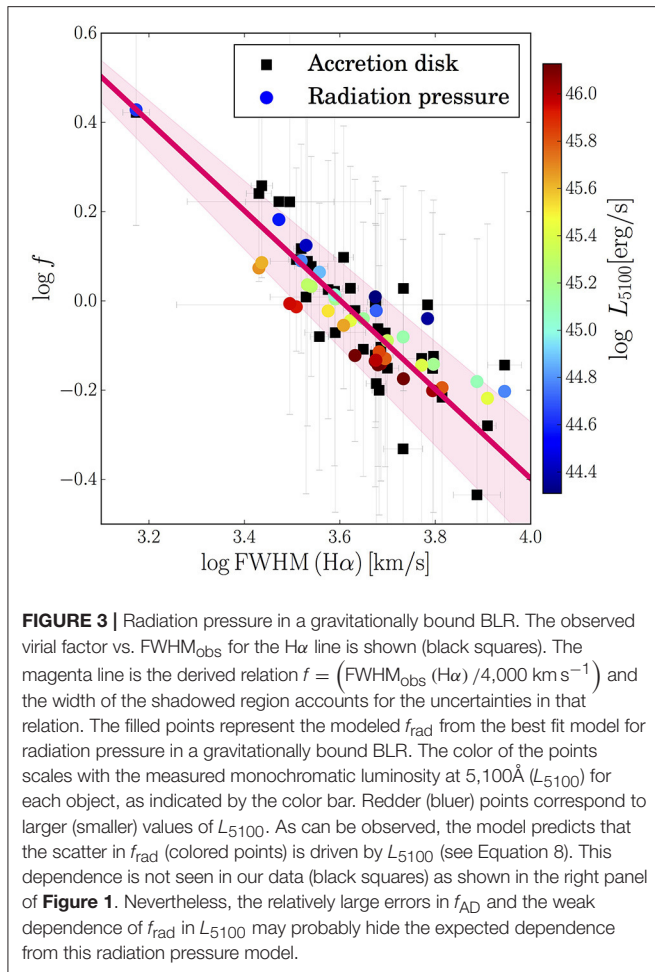 Accretion disk
Radiation pressure
0.6
0.4
0.2
0.0
−0.2
−0.4
log f
3.2
3.4
3.6
3.8
4.0
log FWHM (Hα) [km/s]
46.0
45.8
45.6
45.4
45.2
45.0
44.8
44.6
44.4
log L5100[erg/s]
FIGURE 3 | Radiation pressure in a gravitationally bound BLR. The observed
virial factor vs. FWHMobs for the Hα line is shown (black squares). The
magenta line is the derived relation f = (FWHMobs (Hα) /4,000 km s−1) and
the width of the shadowed region accounts for the uncertainties in that
relation. The filled points represent the modeled frad from the best fit model for
radiation pressure in a gravitationally bound BLR. The color of the points
scales with the measured monochromatic luminosity at 5,100Å (L5100) for
each object, as indicated by the color bar. Redder (bluer) points correspond to
larger (smaller) values of L5100. As can be observed, the model predicts that
the scatter in frad (colored points) is driven by L5100 (see Equation 8). This
dependence is not seen in our data (black squares) as shown in the right panel
of Figure 1. Nevertheless, the relatively large errors in fAD and the weak
dependence of frad in L5100 may probably hide the expected dependence
from this radiation pressure model.